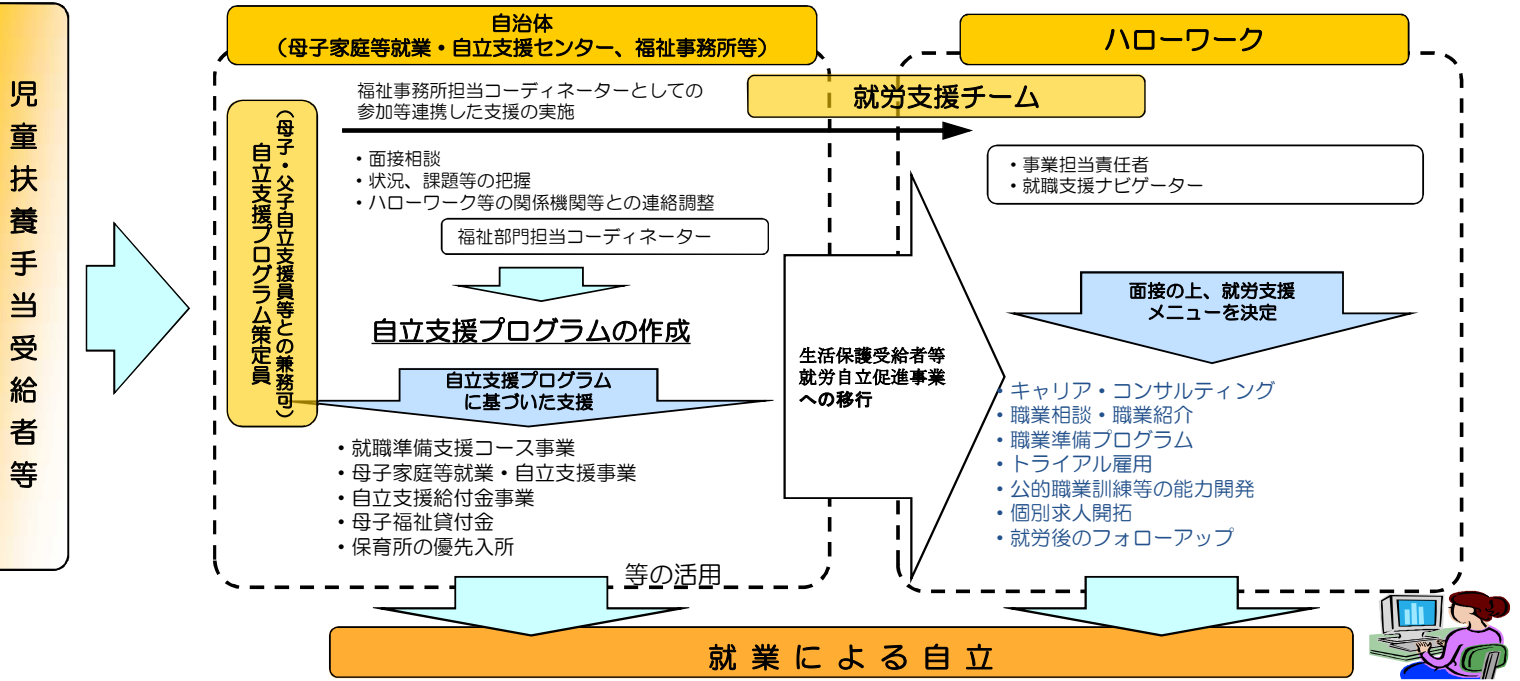 児童扶養手当受給者等
自治体
（母子家庭等就業・自立支援センター、福祉事務所等）
福祉事務所担当コーディネーターとしての
参加等連携した支援の実施
（母子・父子自立支援員等との兼務可）
自立支援プログラム策定員
・面接相談
・状況、課題等の把握
・ハローワーク等の関係機関等との連絡調整
福祉部門担当コーディネーター
自立支援プログラムの作成
自立支援プログラム
に基づいた支援
・就職準備支援コース事業
・母子家庭等就業・自立支援事業
・自立支援給付金事業
・母子福祉貸付金
・保育所の優先入所
等の活用
就労支援チーム
生活保護受給者等
就労自立促進事業
への移行
ハローワーク
・事業担当責任者
・就職支援ナビゲーター
面接の上、就労支援
メニューを決定
・キャリア・コンサルティング
・職業相談・職業紹介
・職業準備プログラム
・トライアル雇用
・公的職業訓練等の能力開発
・個別求人開拓
・就労後のフォローアップ
就業による自立